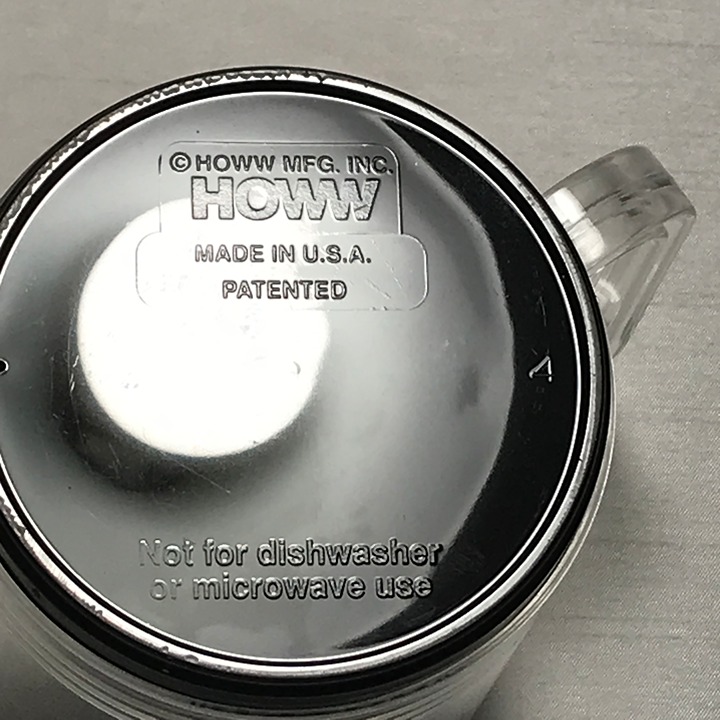 © HOWW MFG. INC.
HOWW
MADE IN U.S.A.
PATENTED
Not for dishwasher
or microwave use